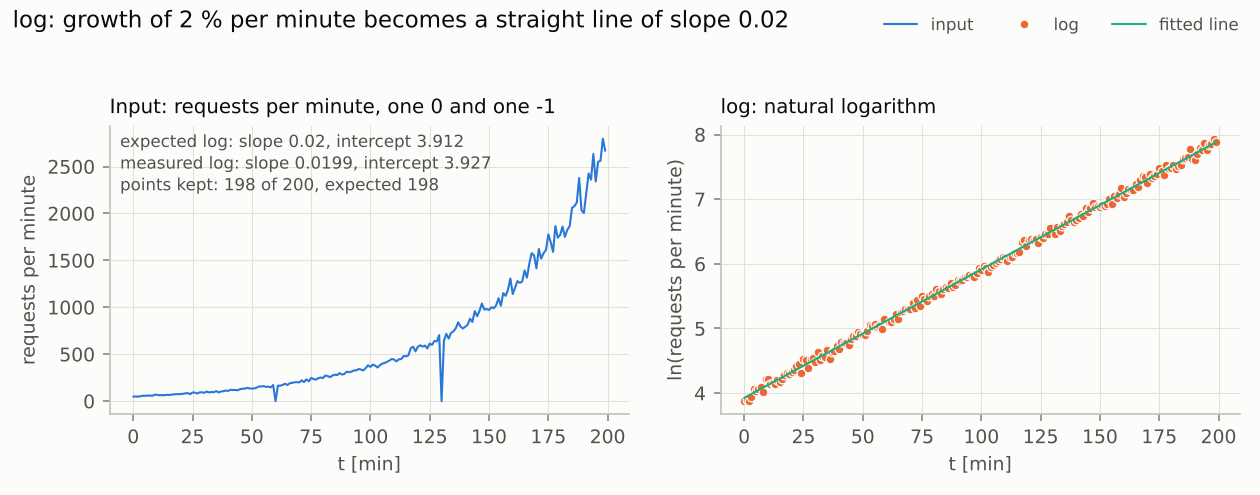 log: growth of 2 % per minute becomes a straight line of slope 0.02
input
log
fitted line
Input: requests per minute, one 0 and one -1
expected log: slope 0.02, intercept 3.912
measured log: slope 0.0199, intercept 3.927
points kept: 198 of 200, expected 198
requests per minute
2500
2000
1500
1000
500
0
0 25 50 75 100 125 150 175 200
t [min]
log: natural logarithm
ln(requests per minute)
8
7
6
5
4
0 25 50 75 100 125 150 175 200
t [min]